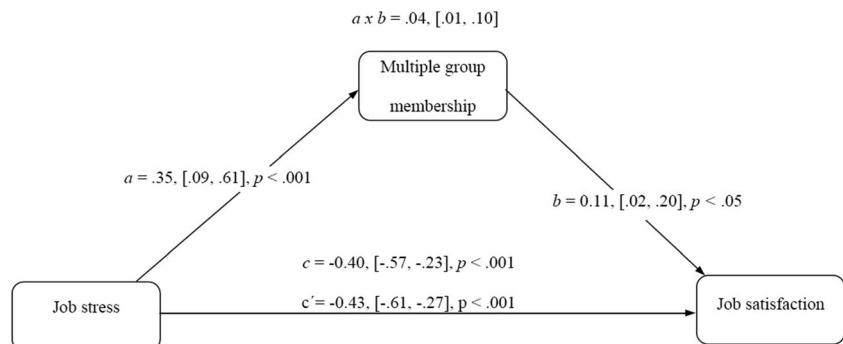 a x b = .04, [.01, .10]
Multiple group
membership
a = .35, [.09, .61], p < .001
b = 0.11, [.02, .20], p < .05
c = -0.40, [-.57, -.23], p < .001
Job stress
c´= -0.43, [-.61, -.27], p < .001
Job satisfaction